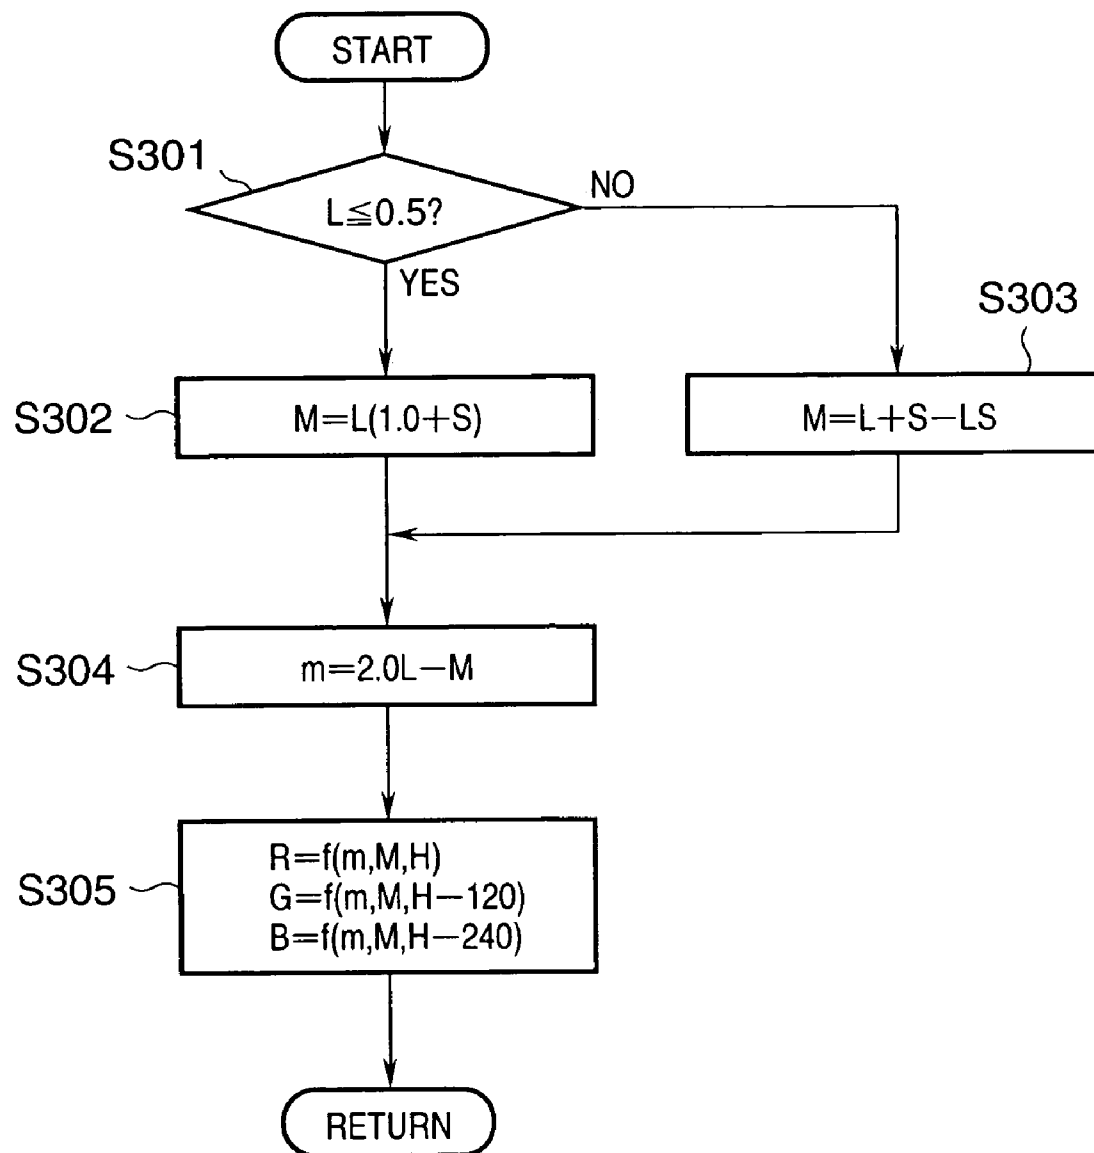 START
S301
L≦0.5?
NO
YES
S303
S302
M=L(1.0+S)
M=L+S−LS
S304
m=2.0L−M
S305
R=f(m,M,H)
G=f(m,M,H−120)
B=f(m,M,H−240)
RETURN